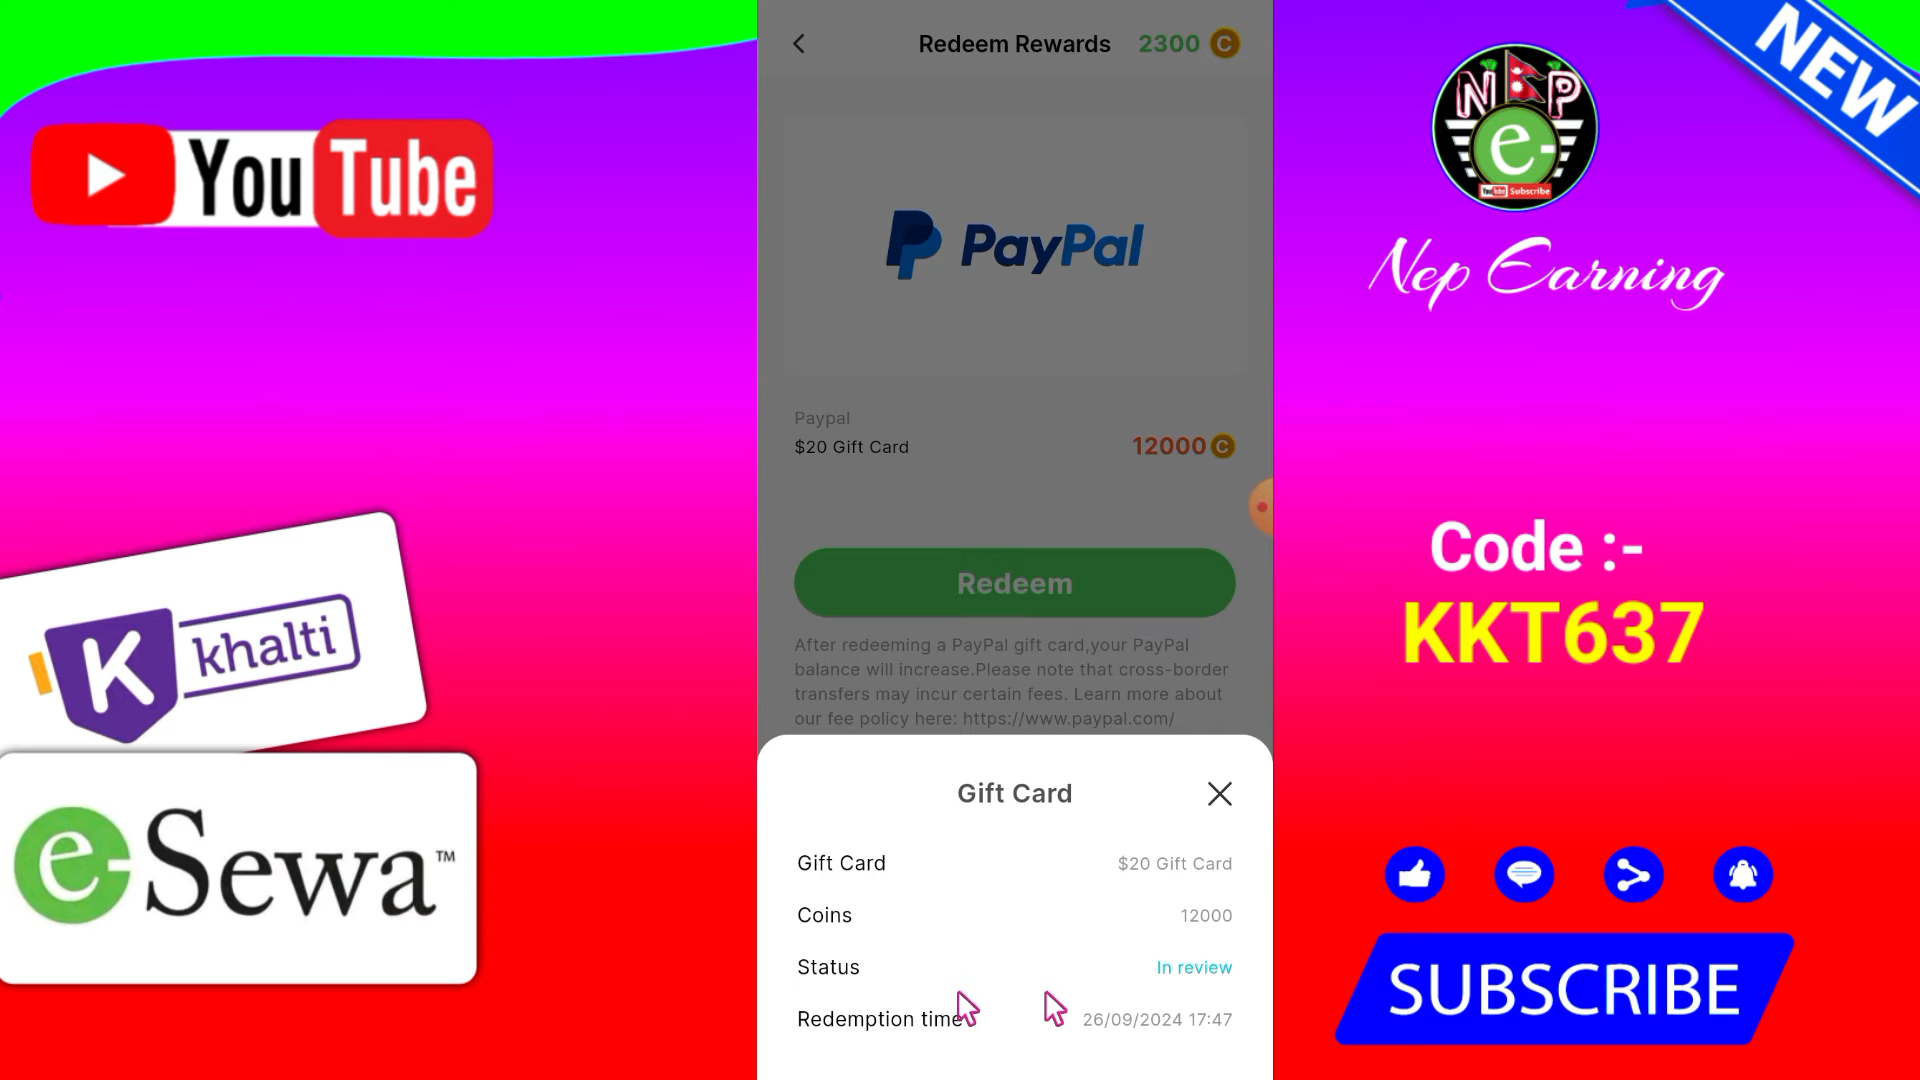 YouTube
K khalti
e-Sewa™
Redeem Rewards 2300 C
PayPal
Paypal
$20 Gift Card 12000 C
Redeem
After redeeming a PayPal gift card,your PayPal
balance will increase.Please note that cross-border
transfers may incur certain fees. Learn more about
our fee policy here: https://www.paypal.com/
Gift Card
Gift Card $20 Gift Card
Coins 12000
Status In review
Redemption time 26/09/2024 17:47
NEW
N P
e-
YouTube Subscribe
Nep Earning
Code :-
KKT637
SUBSCRIBE